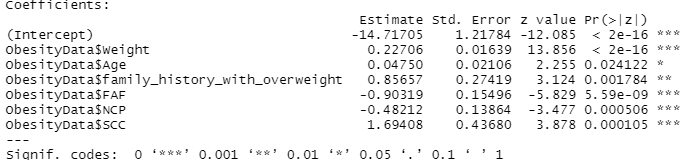 Coefficients:
Estimate Std. Error z value Pr(>|z|)
(Intercept) -14.71705 1.21784 -12.085 < 2e-16 ***
ObesityData$Weight 0.22706 0.01639 13.856 < 2e-16 ***
ObesityData$Age 0.04750 0.02106 2.255 0.024122 *
ObesityData$family_history_with_overweight 0.85657 0.27419 3.124 0.001784 **
ObesityData$FAF -0.90319 0.15496 -5.829 5.59e-09 ***
ObesityData$NCP -0.48212 0.13864 -3.477 0.000506 ***
ObesityData$SCC 1.69408 0.43680 3.878 0.000105 ***
---
Signif. codes: 0 ‘***’ 0.001 ‘**’ 0.01 ‘*’ 0.05 ‘.’ 0.1 ‘ ’ 1